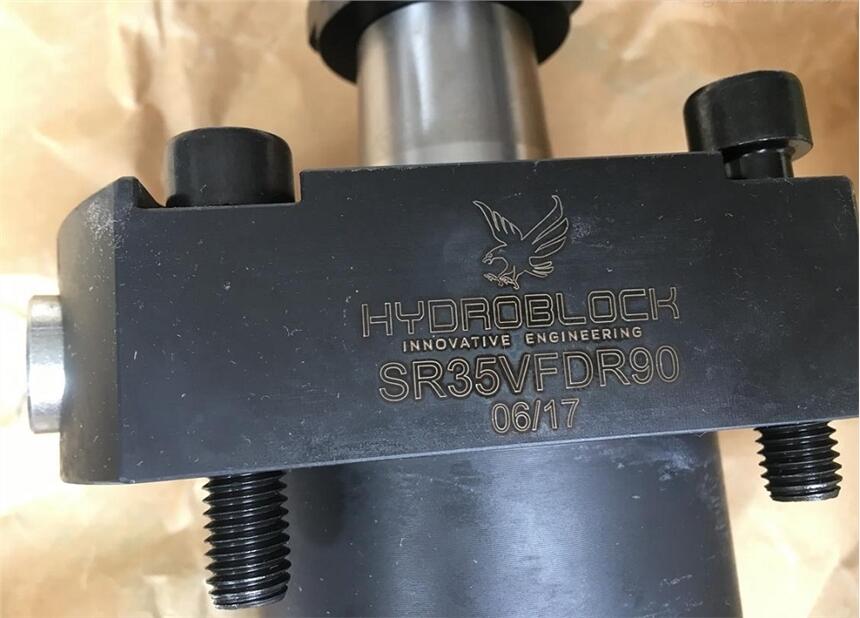 HYDROBLOCK
INNOVATIVE ENGINEERING
SR35VFDR90
06/17